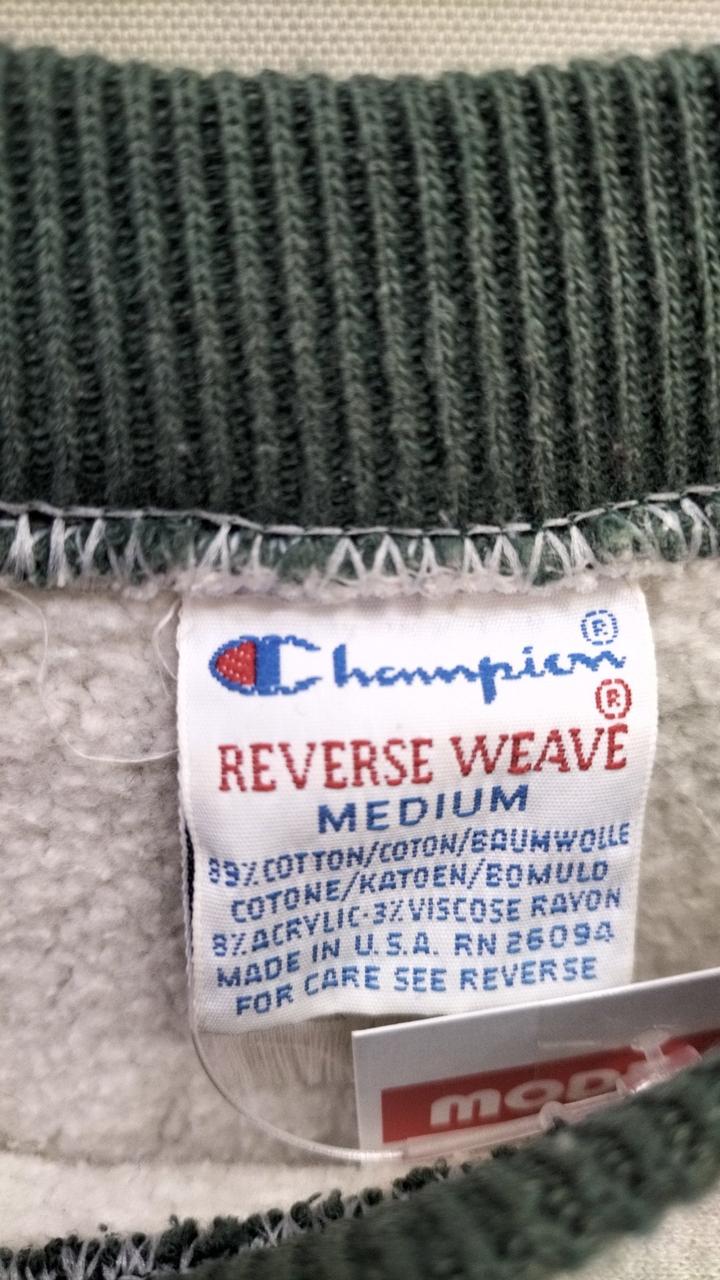 Champion®
®
REVERSE WEAVE
MEDIUM
89% COTTON/COTON/BAUMWOLLE
COTONE/KATOEN/BOMULD
8% ACRYLIC-3% VISCOSE RAYON
MADE IN U.S.A. RN 26094
FOR CARE SEE REVERSE